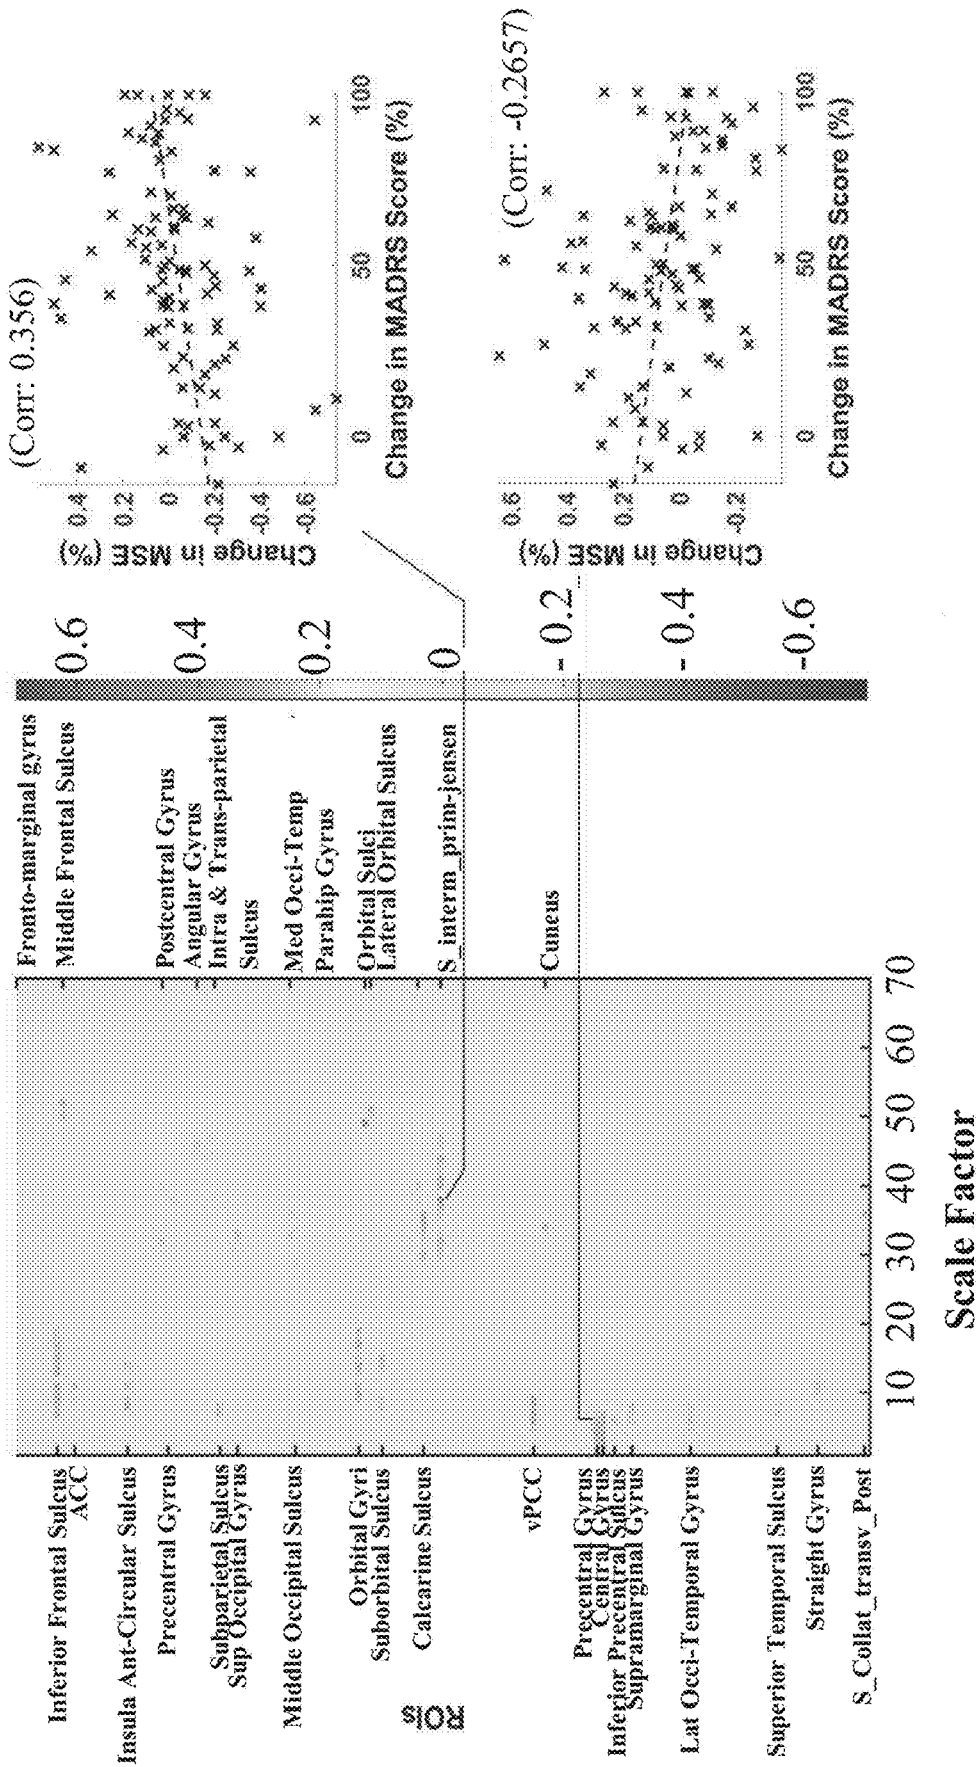 ROIs
Inferior Frontal Sulcus
ACC
Insula Ant-Circular Sulcus
Precentral Gyrus
Subparietal Sulcus
Sup Occipital Gyrus
Middle Occipital Sulcus
Orbital Gyri
Suborbital Sulcus
Calcarine Sulcus
vPCC
Precentral Gyrus
Central Gyrus
Inferior Precentral Sulcus
Supramarginal Gyrus
Lat Occi-Temporal Gyrus
Superior Temporal Sulcus
Straight Gyrus
S_Collat_transv_Post
10 20 30 40 50 60 70
Scale Factor
Fronto-marginal gyrus
Middle Frontal Sulcus
Postcentral Gyrus
Angular Gyrus
Intra & Trans-parietal
Sulcus
Med Occi-Temp
Parahip Gyrus
Orbital Sulci
Lateral Orbital Sulcus
S_interm_prim-jensen
Cuneus
0.6
0.4
0.2
0
- 0.2
- 0.4
-0.6
(Corr: 0.356)
Change in MSE (%)
0.4
0.2
0
-0.2
-0.4
-0.6
0 50 100
Change in MADRS Score (%)
(Corr: -0.2657)
Change in MSE (%)
0.6
0.4
0.2
0
-0.2
0 50 100
Change in MADRS Score (%)